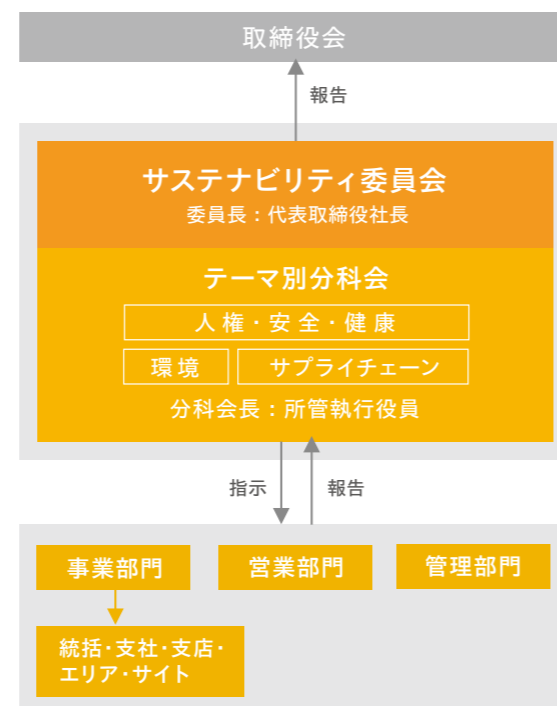 取締役会
報告
サステナビリティ委員会
委員長：代表取締役社長
テーマ別分科会
人権・安全・健康
環境
サプライチェーン
分科会長：所管執行役員
指示
報告
事業部門
営業部門
管理部門
統括・支社・支店・
エリア・サイト